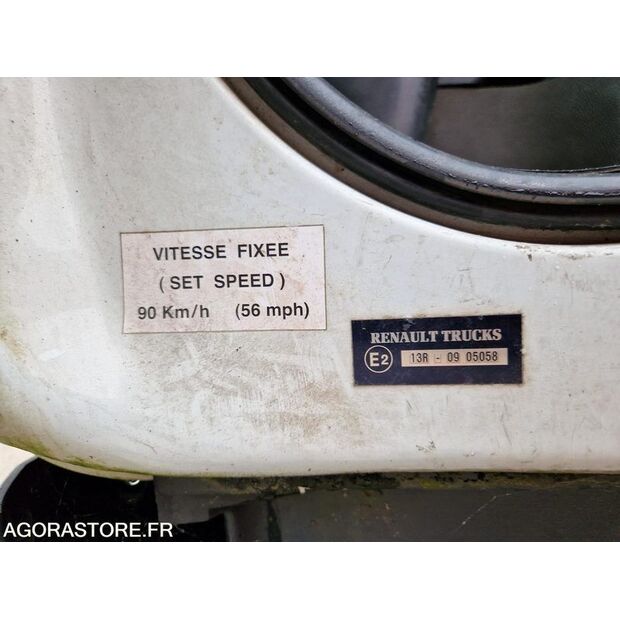 VITESSE FIXEE
( SET SPEED )
90 Km/h (56 mph)
RENAULT TRUCKS
E2 13R - 09 05058
AGORASTORE.FR